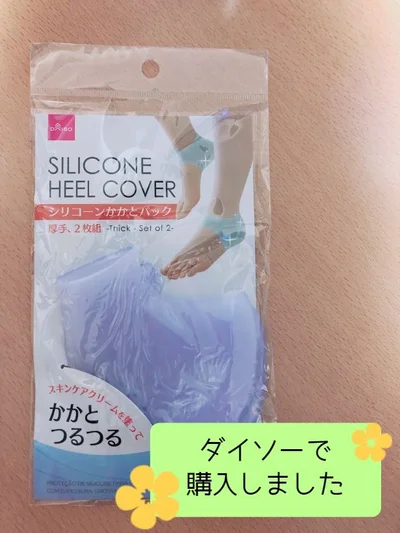 DAISO
SILICONE
HEEL COVER
シリコーンかかとパック
厚手、2枚組 -Thick・Set of 2-
スキンケアクリームを使って
かかと
つるつる
ダイソーで
購入しました